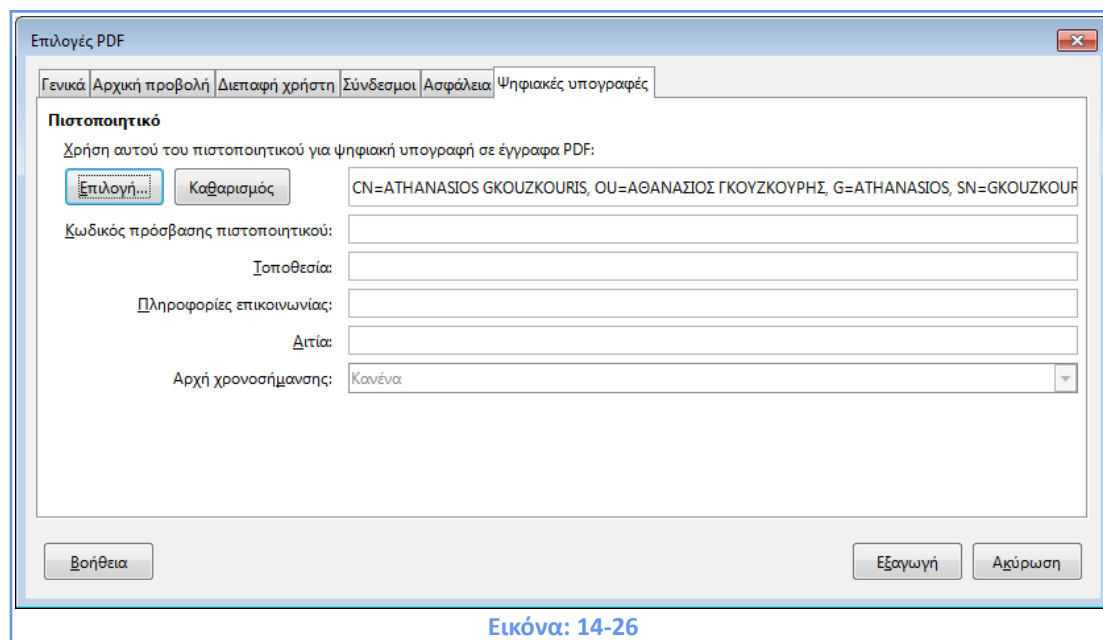 Επιλογές PDF
Γενικά Αρχική προβολή Διεπαφή χρήστη Σύνδεσμοι Ασφάλεια Ψηφιακές υπογραφές
Πιστοποιητικό
Χρήση αυτού του πιστοποιητικού για ψηφιακή υπογραφή σε έγγραφα PDF:
Επιλογή... Καθαρισμός CN=ATHANASIOS GKOUZKOURIS, OU=ΑΘΑΝΑΣΙΟΣ ΓΚΟΥΖΚΟΥΡΗΣ, G=ATHANASIOS, SN=GKOUZKOUR
Κωδικός πρόσβασης πιστοποιητικού:
Τοποθεσία:
Πληροφορίες επικοινωνίας:
Αιτία:
Αρχή χρονοσήμανσης: Κανένα
Βοήθεια Εξαγωγή Ακύρωση
Εικόνα: 14-26